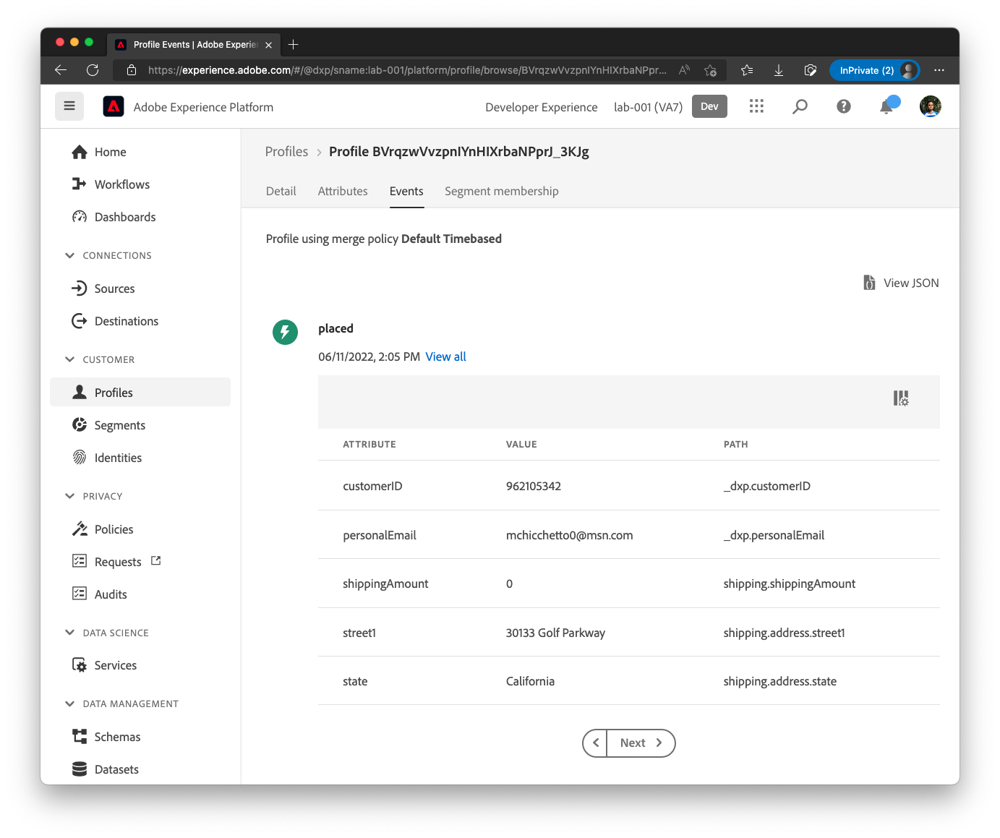 Profile Events | Adobe Experie
https://experience.adobe.com/#/@dxp/sname:lab-001/platform/profile/browse/BVrqzwVvzpnIYnHIXrbaNPpr...
InPrivate (2)
Adobe Experience Platform
Developer Experience
lab-001 (VA7)
Dev
Home
Workflows
Dashboards
CONNECTIONS
Sources
Destinations
CUSTOMER
Profiles
Segments
Identities
PRIVACY
Policies
Requests
Audits
DATA SCIENCE
Services
DATA MANAGEMENT
Schemas
Datasets
Profiles > Profile BVrqzwVvzpnIYnHIXrbaNPprJ_3KJg
Detail Attributes Events Segment membership
Profile using merge policy Default Timebased
View JSON
placed
06/11/2022, 2:05 PM View all
ATTRIBUTE VALUE PATH
customerID 962105342 _dxp.customerID
personalEmail mchicchetto0@msn.com _dxp.personalEmail
shippingAmount 0 shipping.shippingAmount
street1 30133 Golf Parkway shipping.address.street1
state California shipping.address.state
Next